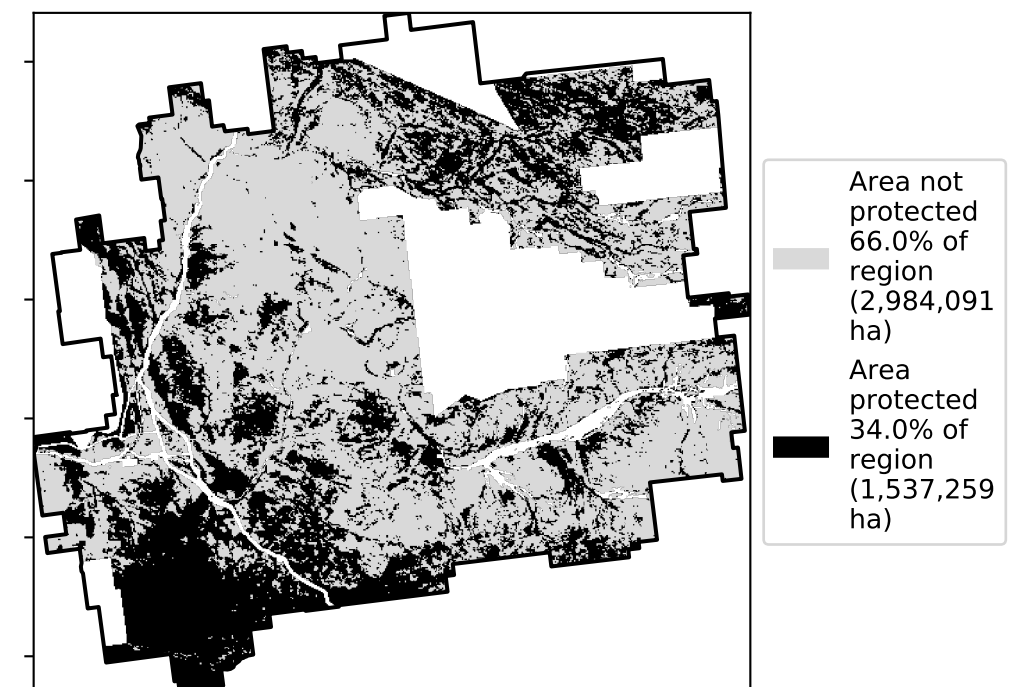 Area not
protected
66.0% of
region
(2,984,091
ha)
Area
protected
34.0% of
region
(1,537,259
ha)